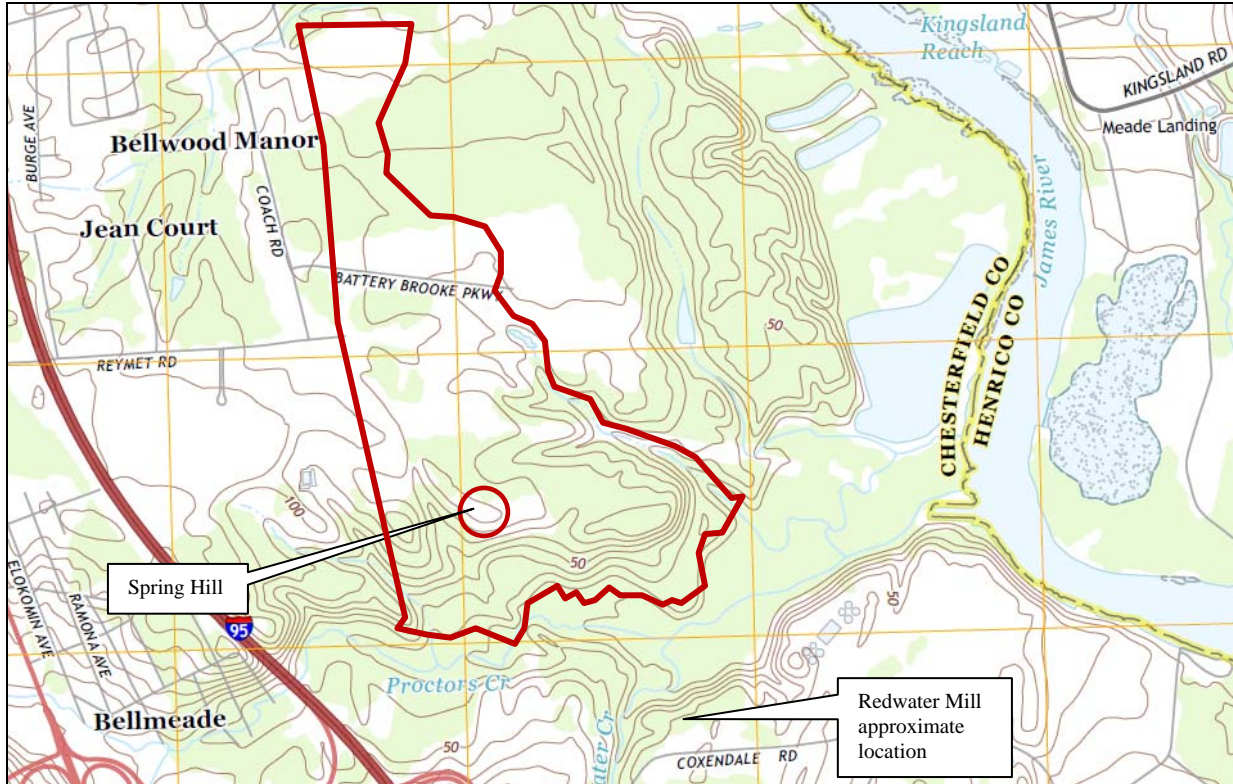 Kingsland
Reach
KINGSLAND RD
Meade Landing
BURGE AVE
Bellwood Manor
COACH RD
Jean Court
James River
BATTERY BROOKE PKWY
CHESTERFIELD CO
HENRICO CO
50
REYMET RD
100
Spring Hill
50
50
ELOKOMIN AVE
RAMONA AVE
95
Proctors Cr
Bellmeade
50
ater Cr
COXENDALE RD
Redwater Mill
approximate
location